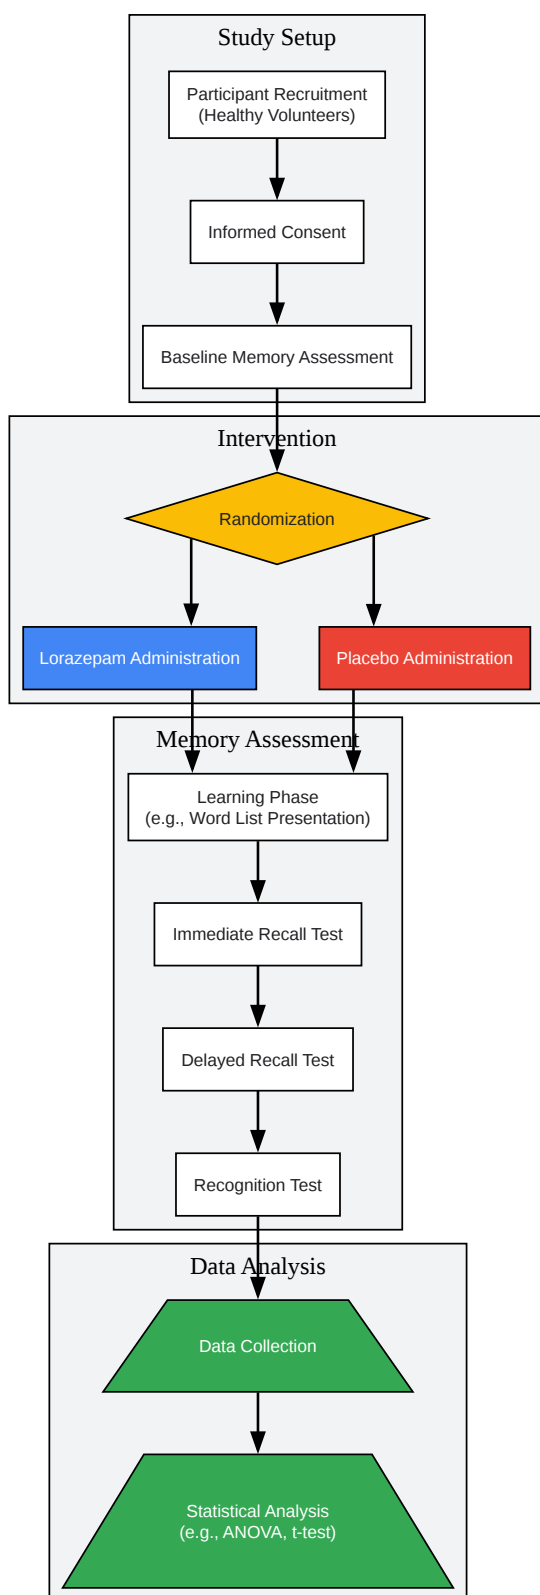 Study Setup
Participant Recruitment
(Healthy Volunteers)
Informed Consent
Baseline Memory Assessment
Intervention
Randomization
Lorazepam Administration
Placebo Administration
Memory Assessment
Learning Phase
(e.g., Word List Presentation)
Immediate Recall Test
Delayed Recall Test
Recognition Test
Data Analysis
Data Collection
Statistical Analysis
(e.g., ANOVA, t-test)